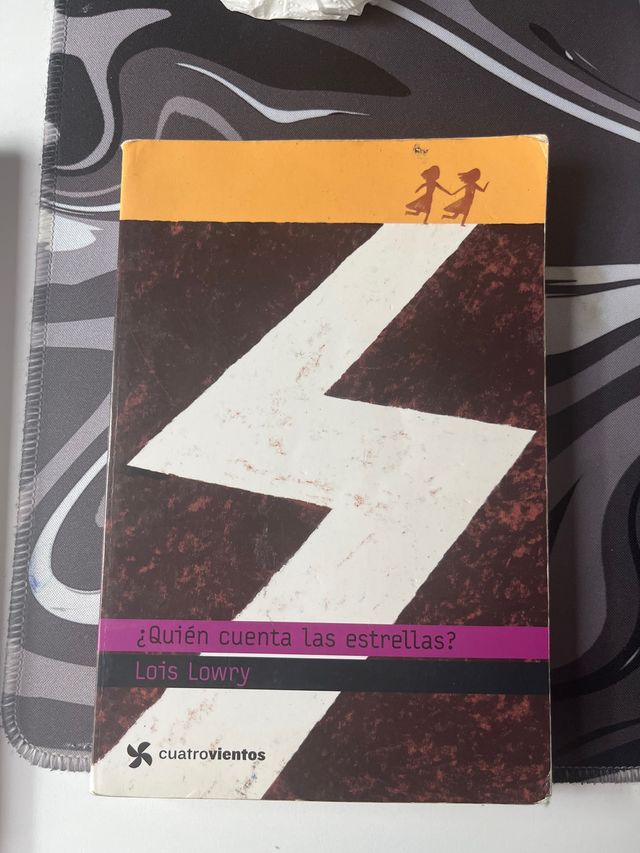 ¿Quién cuenta las estrellas?
Lois Lowry
cuatrovientos